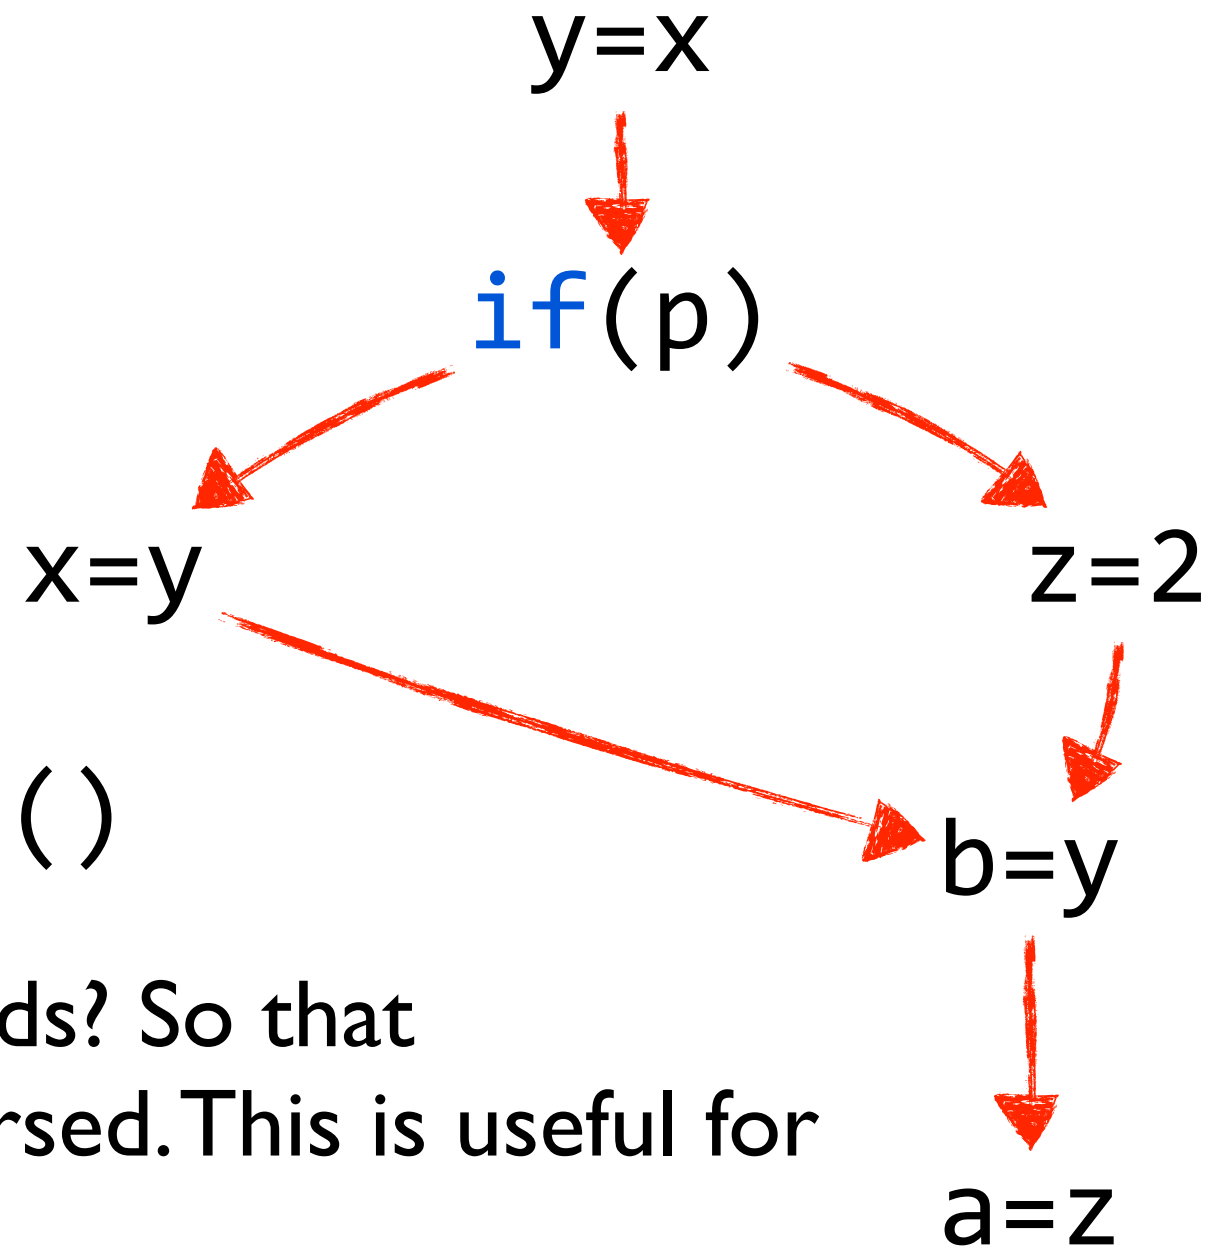 y=x
if(p)
x=y z=2
()
b=y
ds? So that
rsed. This is useful for
a=z